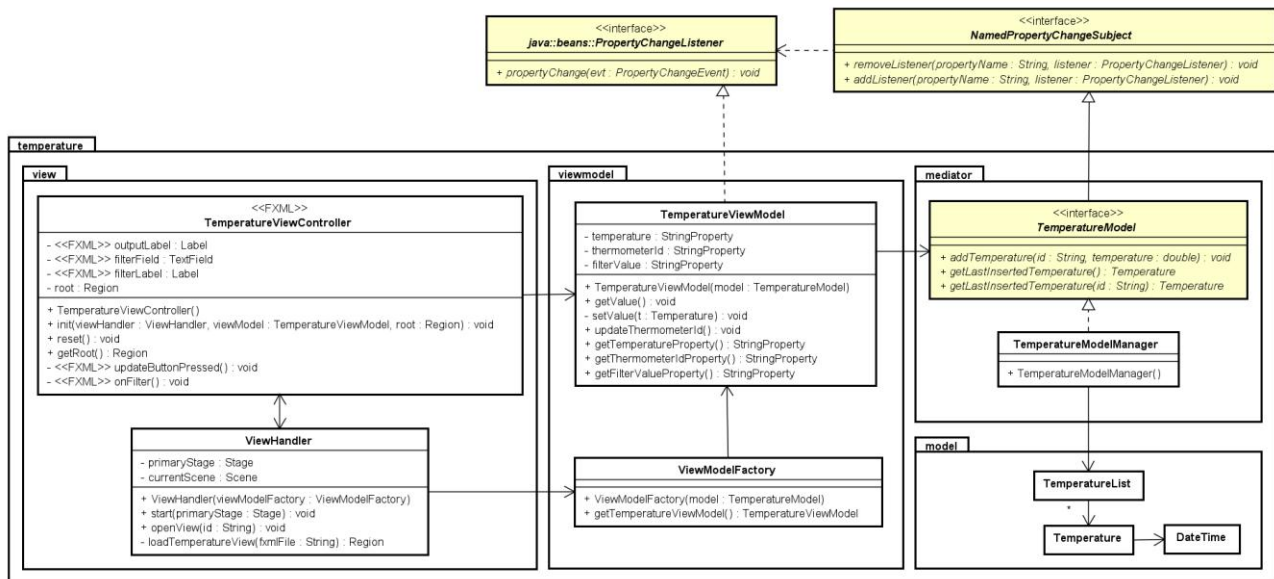 <<interface>>
java::beans::PropertyChangeListener
+ propertyChange(evt : PropertyChangeEvent) : void
<<interface>>
NamedPropertyChangeSubject
+ removeListener(propertyName : String, listener : PropertyChangeListener) : void
+ addListener(propertyName : String, listener : PropertyChangeListener) : void
temperature
view
<<FXML>>
TemperatureViewController
- <<FXML>> outputLabel : Label
- <<FXML>> filterField : TextField
- <<FXML>> filterLabel : Label
- root : Region
+ TemperatureViewController()
+ init(viewHandler : ViewHandler, viewModel : TemperatureViewModel, root : Region) : void
+ reset() : void
+ getRoot() : Region
- <<FXML>> updateButtonPressed() : void
- <<FXML>> onFilter() : void
ViewHandler
- primaryStage : Stage
- currentScene : Scene
+ ViewHandler(viewModelFactory : ViewModelFactory)
+ start(primaryStage : Stage) : void
+ openView(id : String) : void
- loadTemperatureView(fxmlFile : String) : Region
viewmodel
TemperatureViewModel
- temperature : StringProperty
- thermometerId : StringProperty
- filterValue : StringProperty
+ TemperatureViewModel(model : TemperatureModel)
+ getValue() : void
- setValue(t : Temperature) : void
+ updateThermometerId() : void
+ getTemperatureProperty() : StringProperty
+ getThermometerIdProperty() : StringProperty
+ getFilterValueProperty() : StringProperty
ViewModelFactory
+ ViewModelFactory(model : TemperatureModel)
+ getTemperatureViewModel() : TemperatureViewModel
mediator
<<interface>>
TemperatureModel
+ addTemperature(id : String, temperature : double) : void
+ getLastInsertedTemperature() : Temperature
+ getLastInsertedTemperature(id : String) : Temperature
TemperatureModelManager
+ TemperatureModelManager()
model
TemperatureList
*
Temperature
DateTime